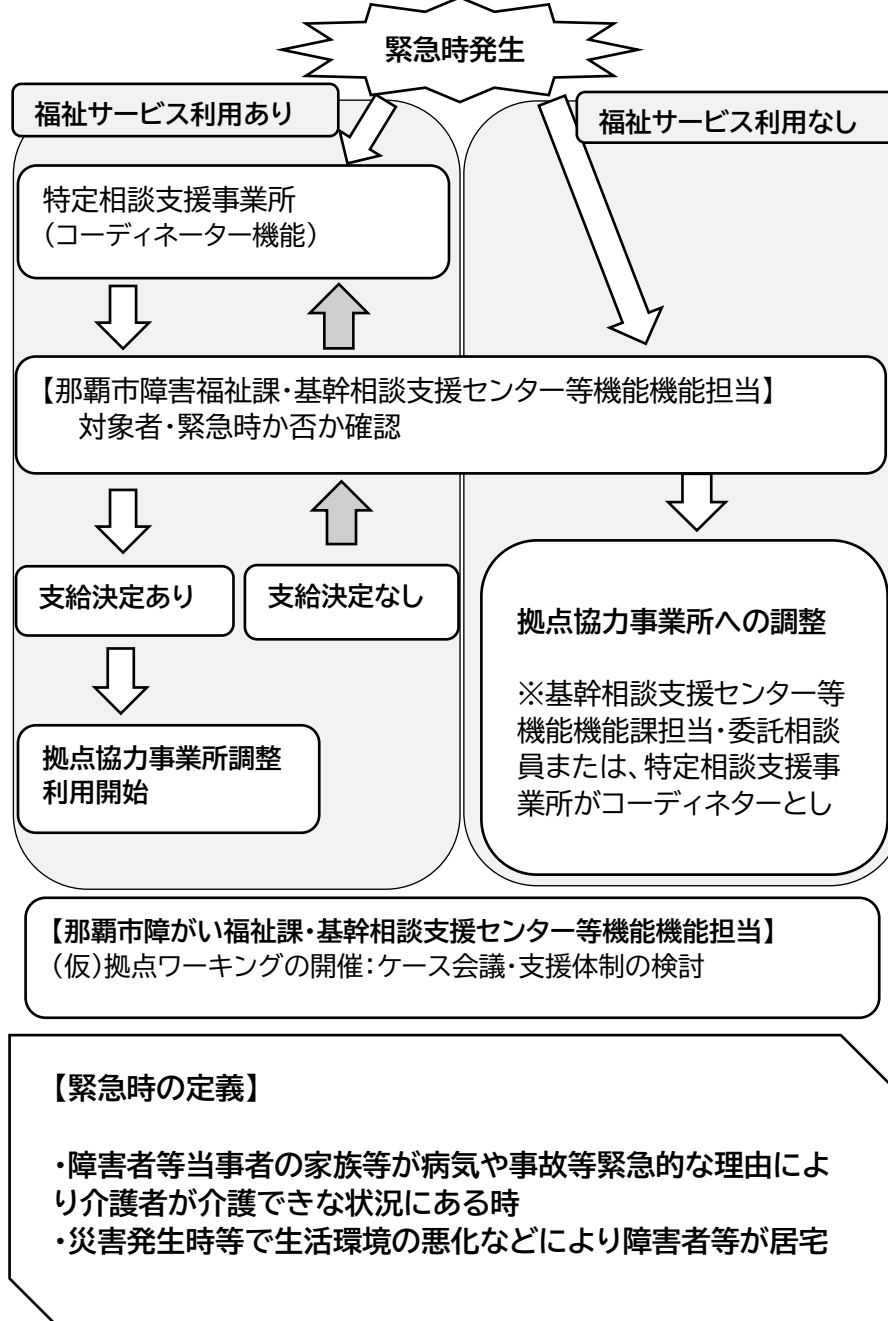 緊急時発生
福祉サービス利用あり
福祉サービス利用なし
特定相談支援事業所
（コーディネーター機能）
【那覇市障害福祉課・基幹相談支援センター等機能機能担当】
対象者・緊急時か否か確認
支給決定あり
支給決定なし
拠点協力事業所調整
利用開始
拠点協力事業所への調整
※基幹相談支援センター等
機能機能課担当・委託相談
員または、特定相談支援事
業所がコーディネターとし
【那覇市障がい福祉課・基幹相談支援センター等機能機能担当】
（仮）拠点ワーキングの開催：ケース会議・支援体制の検討
【緊急時の定義】
・障害者等当事者の家族等が病気や事故等緊急的な理由によ
り介護者が介護できな状況にある時
・災害発生時等で生活環境の悪化などにより障害者等が居宅